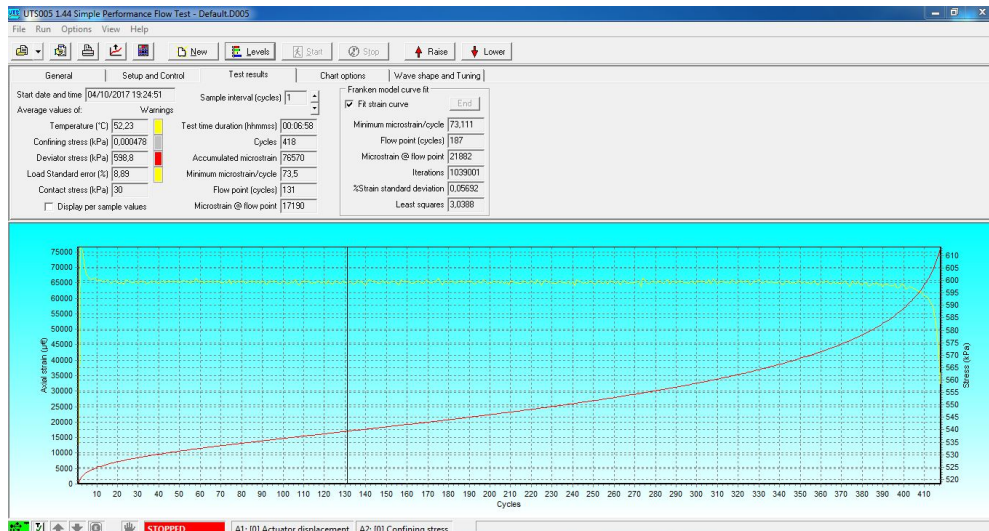 UTS005 1.44 Simple Performance Flow Test - Default.D005
File Run Options View Help
New Levels Start Stop Raise Lower
General Setup and Control Test results Chart options Wave shape and Tuning
Start date and time 04/10/2017 19:24:51 Sample interval (cycles) 1 Franken model curve fit
Average values of: Warnings Fit strain curve End
Temperature (°C) 52,23 Test time duration (hhmmss) 00:06:58 Minimum microstrain/cycle 73,111
Confining stress (kPa) 0,000478 Cycles 418 Flow point (cycles) 187
Deviator stress (kPa) 598,8 Accumulated microstrain 76570 Microstrain @ flow point 21882
Load Standard error (%) 8,89 Minimum microstrain/cycle 73,5 Iterations 1039001
Contact stress (kPa) 30 Flow point (cycles) 131 %Strain standard deviation 0,05692
Display per sample values Microstrain @ flow point 17190 Least squares 3,0388
75000
70000
65000
60000
55000
50000
45000
40000
35000
30000
25000
20000
15000
10000
5000
0
Axial strain (µE)
610
605
600
595
590
585
580
575
570
565
560
555
550
545
540
535
530
525
520
Stress (kPa)
10 20 30 40 50 60 70 80 90 100 110 120 130 140 150 160 170 180 190 200 210 220 230 240 250 260 270 280 290 300 310 320 330 340 350 360 370 380 390 400 410
Cycles
STOPPED A1: [0] Actuator displacement A2: [0] Confining stress